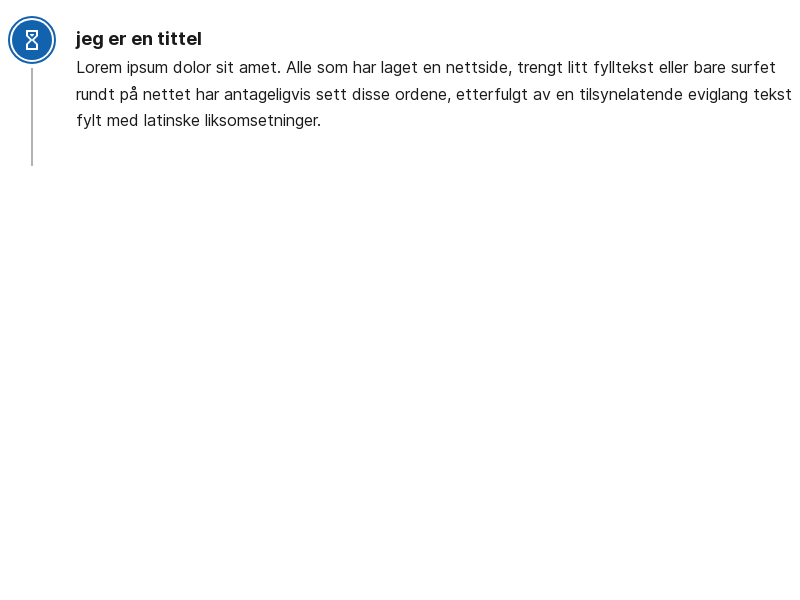 jeg er en tittel
Lorem ipsum dolor sit amet. Alle som har laget en nettside, trengt litt fylltekst eller bare surfet
rundt på nettet har antageligvis sett disse ordene, etterfulgt av en tilsynelatende eviglang tekst
fylt med latinske liksomsetninger.